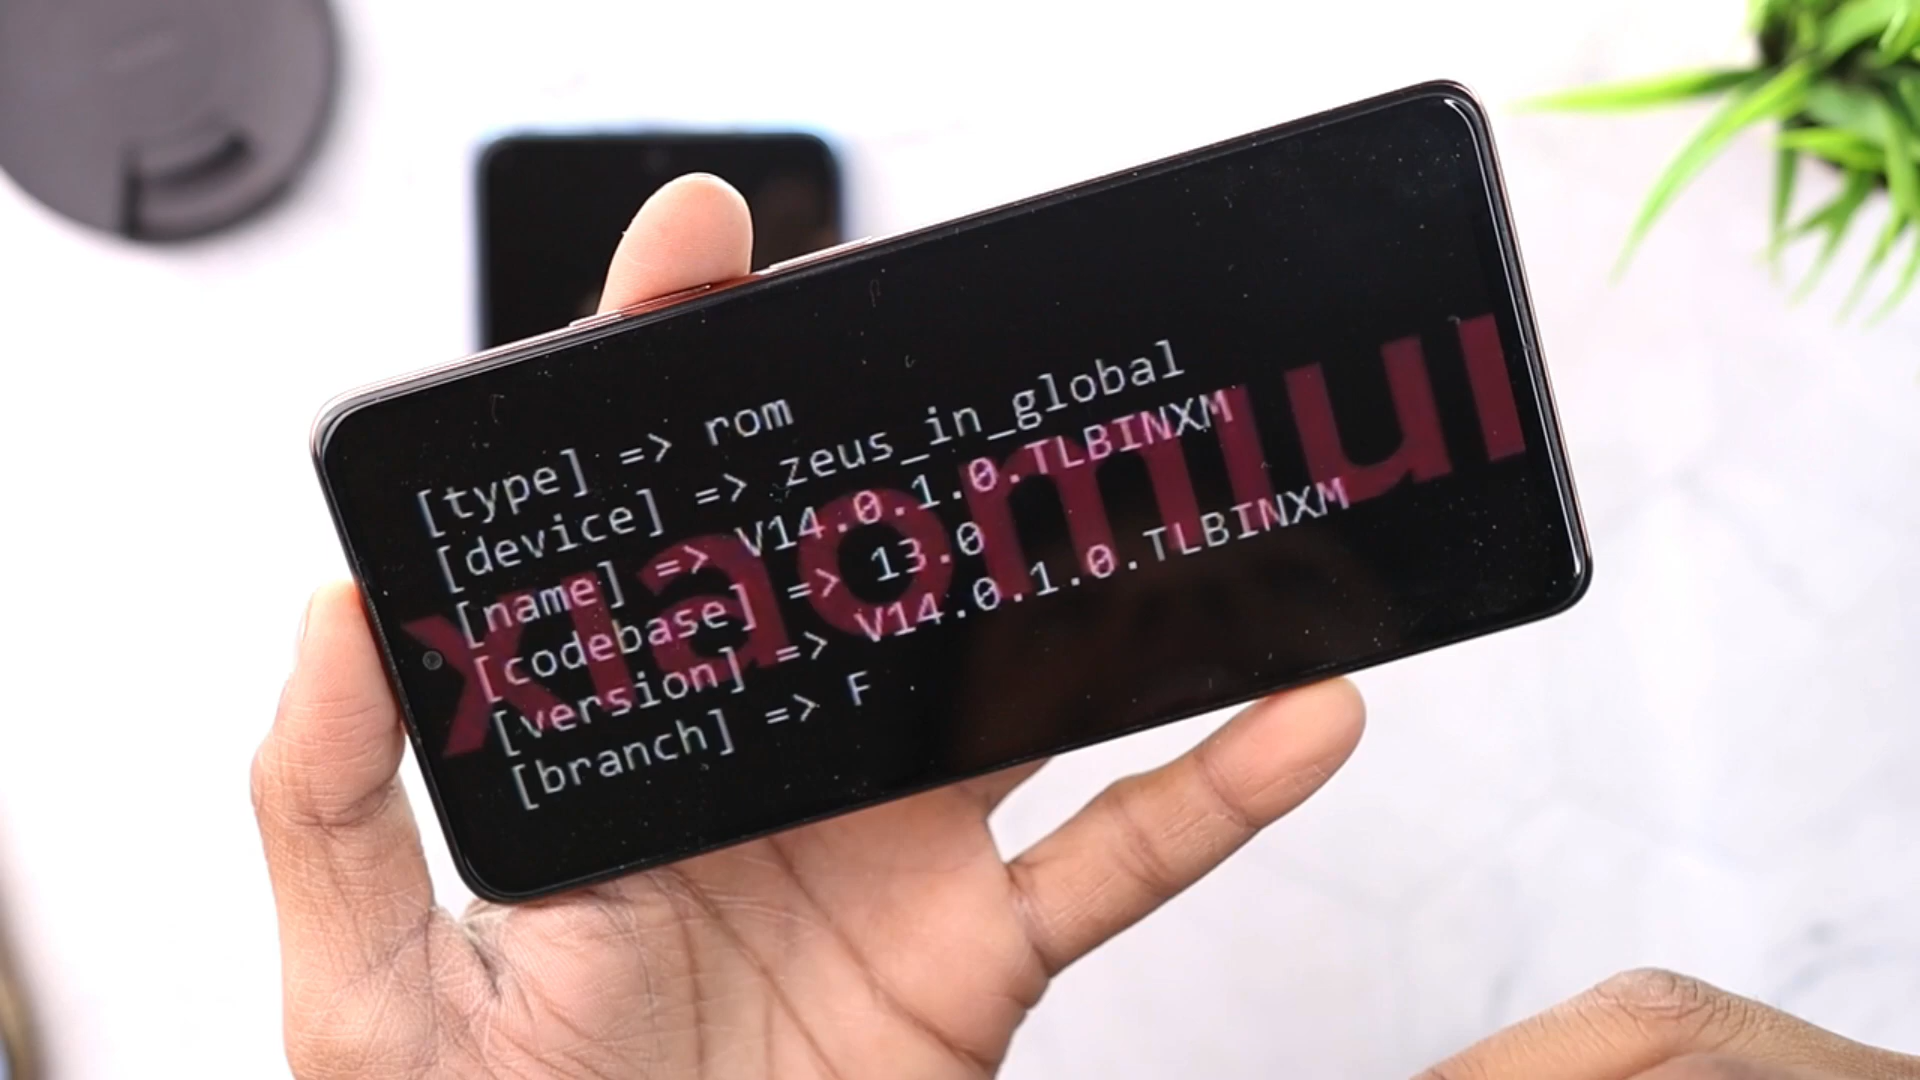 [type] => rom
[device] => zeus_in_global
[name] => V14.0.1.0.TLBINXM
[codebase] => 13.0
[version] => V14.0.1.0.TLBINXM
[branch] => F
xiaomiui